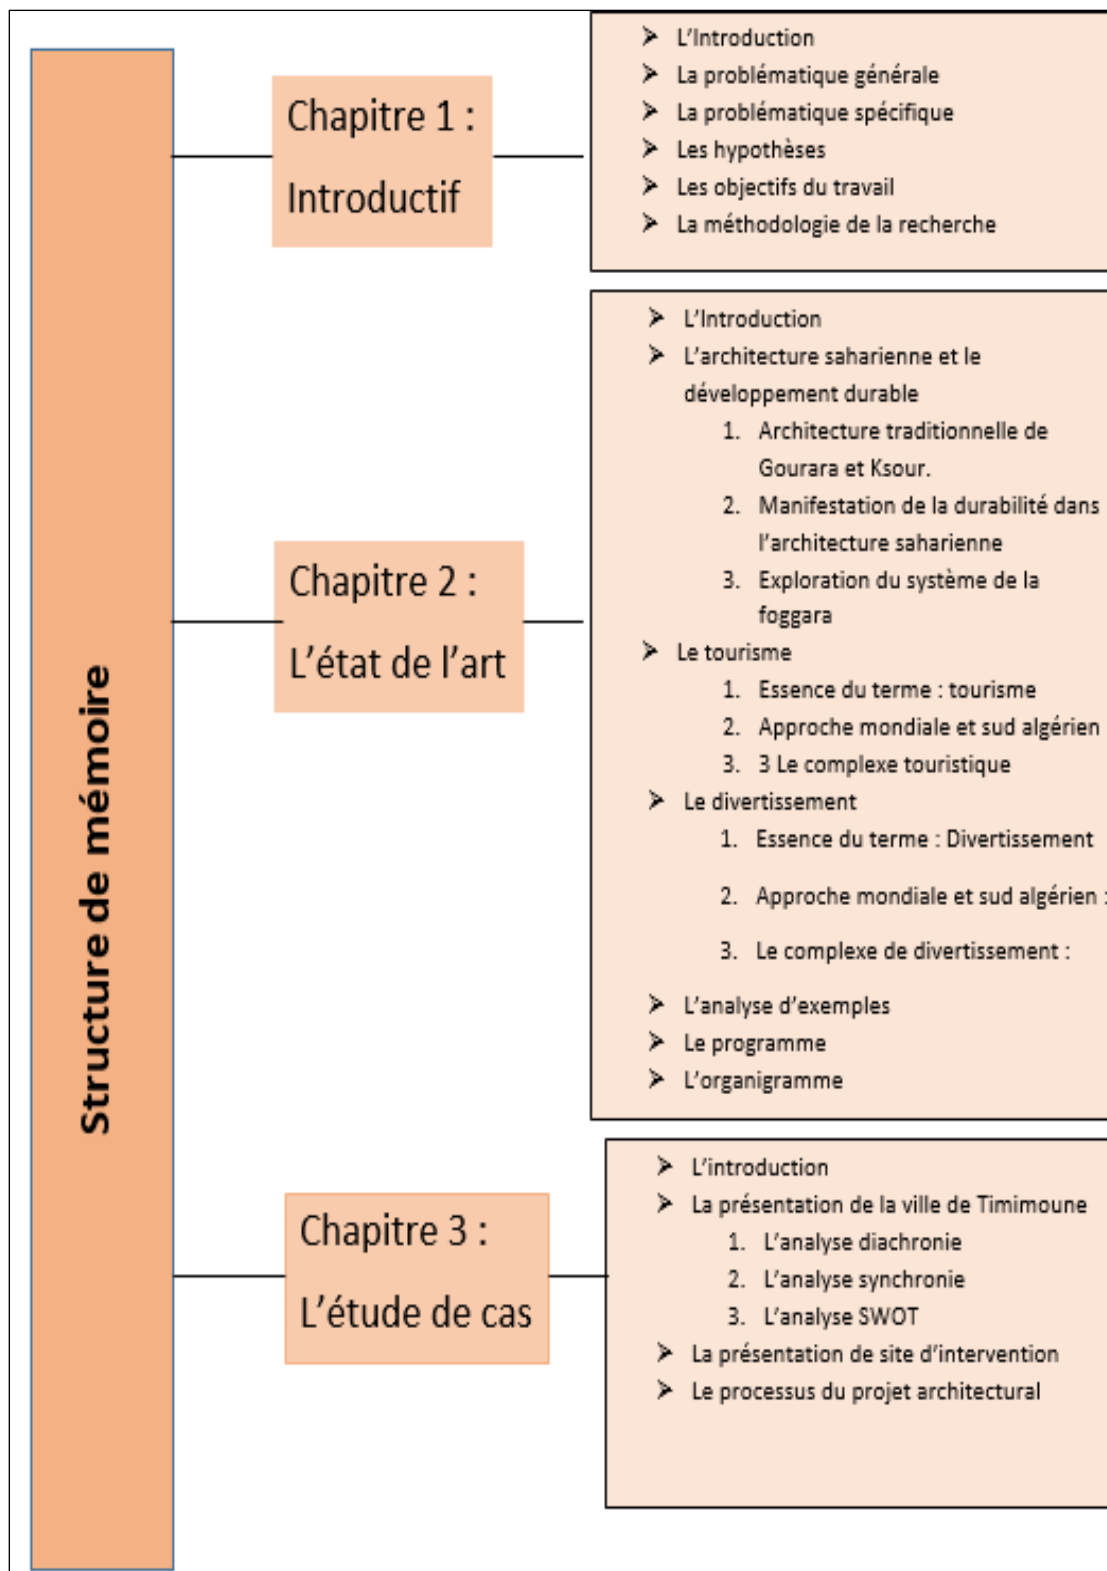 Structure de mémoire
Chapitre 1 :
Introductif
➤ L'Introduction
➤ La problématique générale
➤ La problématique spécifique
➤ Les hypothèses
➤ Les objectifs du travail
➤ La méthodologie de la recherche
Chapitre 2 :
L'état de l'art
➤ L'Introduction
➤ L'architecture saharienne et le
développement durable
1. Architecture traditionnelle de
Gourara et Ksour.
2. Manifestation de la durabilité dans
l'architecture saharienne
3. Exploration du système de la
foggara
➤ Le tourisme
1. Essence du terme : tourisme
2. Approche mondiale et sud algérien
3. 3 Le complexe touristique
➤ Le divertissement
1. Essence du terme : Divertissement
2. Approche mondiale et sud algérien :
3. Le complexe de divertissement :
➤ L'analyse d'exemples
➤ Le programme
➤ L'organigramme
Chapitre 3 :
L'étude de cas
➤ L'introduction
➤ La présentation de la ville de Timimoune
1. L'analyse diachronie
2. L'analyse synchronie
3. L'analyse SWOT
➤ La présentation de site d'intervention
➤ Le processus du projet architectural